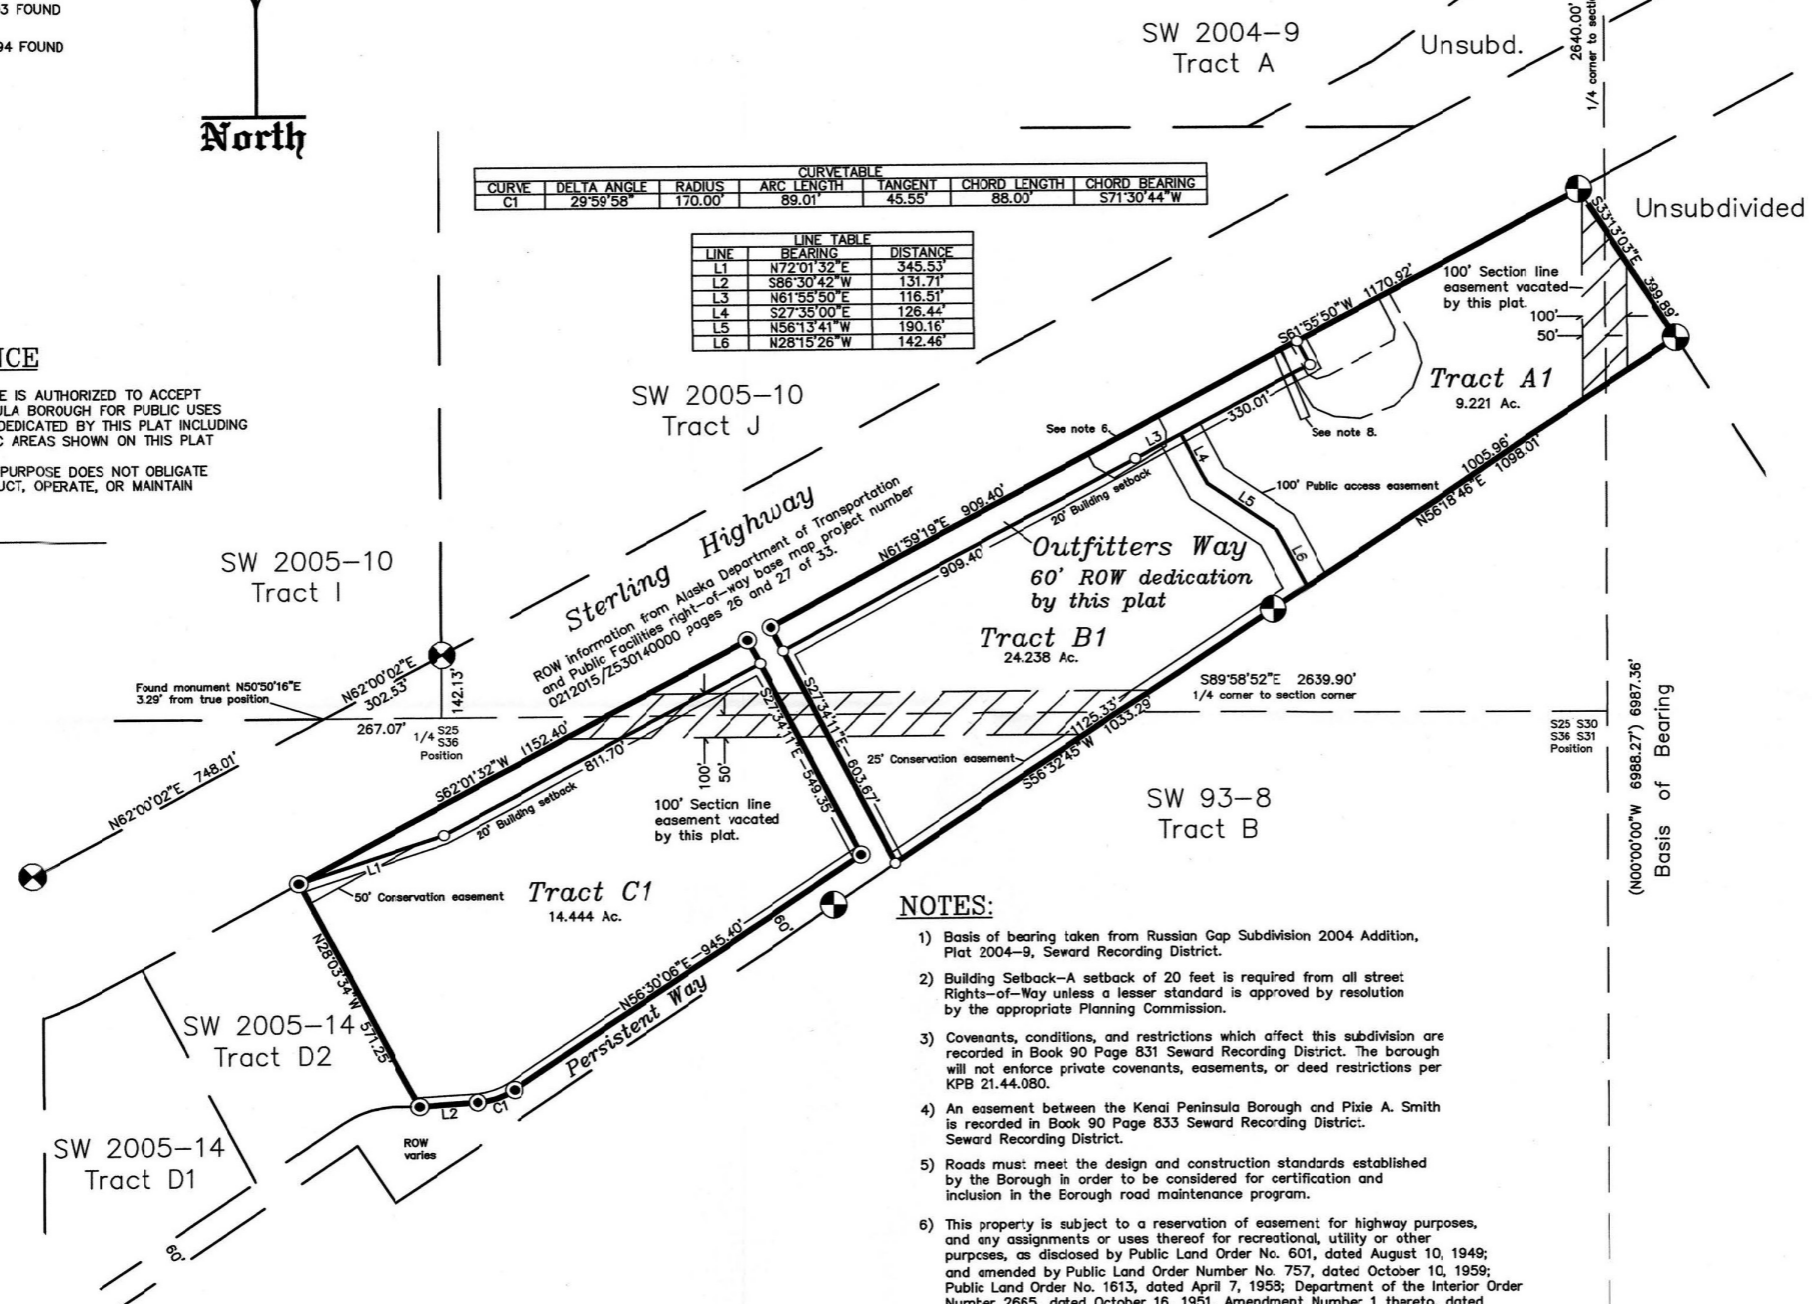 3 FOUND
94 FOUND
North
SW 2004-9
Tract A
Unsubd.
2640.00'
1/4 corner to secti
CURVETABLE
CURVE DELTA ANGLE RADIUS ARC LENGTH TANGENT CHORD LENGTH CHORD BEARING
C1 29°59'58" 170.00' 89.01' 45.55' 88.00' S71°30'44"W
LINE TABLE
LINE BEARING DISTANCE
L1 N72°01'32"E 345.53'
L2 S86°30'42"W 131.71'
L3 N61°55'50"E 116.51'
L4 S27°35'00"E 126.44'
L5 N56°13'41"W 190.16'
L6 N28°15'26"W 142.46'
Unsubdivided
S33°13'03"E 399.89'
100' Section line
easement vacated
by this plat.
100'
50'
S61°55'50"W 1170.92'
Tract A1
9.221 Ac.
NCE
E IS AUTHORIZED TO ACCEPT
ULA BOROUGH FOR PUBLIC USES
DEDICATED BY THIS PLAT INCLUDING
C AREAS SHOWN ON THIS PLAT
PURPOSE DOES NOT OBLIGATE
UCT, OPERATE, OR MAINTAIN
SW 2005-10
Tract J
See note 6.
L3
330.01'
See note 8.
L4
L5
L6
100' Public access easement
1005.96'
N56°18'46"E 1098.01'
20' Building setback
Sterling Highway
ROW information from Alaska Department of Transportation
and Public Facilities right-of-way base map project number
0212015/Z530140000 pages 26 and 27 of 33.
N61°59'19"E 909.40'
909.40'
Outfitters Way
60' ROW dedication
by this plat
Tract B1
24.238 Ac.
SW 2005-10
Tract I
N62°00'02"E
302.53'
142.13'
Found monument N50°50'16"E
3.29' from true position
267.07'
1/4 S25
S36
Position
S89°58'52"E 2639.90'
1/4 corner to section corner
S25 S30
S36 S31
Position
(N00°00'00"W 6988.27') 6987.36'
Basis of Bearing
N62°00'02"E 748.01'
S62°01'32"W 1152.40'
811.70'
20' Building setback
L1
S27°34'11"E 549.35'
S27°34'11"E 603.67'
100'
50'
100' Section line
easement vacated
by this plat.
25' Conservation easement
1125.33'
S56°32'45"W 1033.29'
SW 93-8
Tract B
50' Conservation easement
Tract C1
14.444 Ac.
N28°03'34"W 571.25'
N56°30'06"E 945.40'
60'
Persistent Way
L2
C1
ROW
varies
SW 2005-14
Tract D2
SW 2005-14
Tract D1
60'
NOTES:
1) Basis of bearing taken from Russian Gap Subdivision 2004 Addition,
Plat 2004-9, Seward Recording District.
2) Building Setback-A setback of 20 feet is required from all street
Rights-of-Way unless a lesser standard is approved by resolution
by the appropriate Planning Commission.
3) Covenants, conditions, and restrictions which affect this subdivision are
recorded in Book 90 Page 831 Seward Recording District. The borough
will not enforce private covenants, easements, or deed restrictions per
KPB 21.44.080.
4) An easement between the Kenai Peninsula Borough and Pixie A. Smith
is recorded in Book 90 Page 833 Seward Recording District.
Seward Recording District.
5) Roads must meet the design and construction standards established
by the Borough in order to be considered for certification and
inclusion in the Borough road maintenance program.
6) This property is subject to a reservation of easement for highway purposes,
and any assignments or uses thereof for recreational, utility or other
purposes, as disclosed by Public Land Order No. 601, dated August 10, 1949;
and amended by Public Land Order Number No. 757, dated October 10, 1959;
Public Land Order No. 1613, dated April 7, 1958; Department of the Interior Order
Number 2665, dated October 16, 1951, Amendment Number 1 thereto, dated